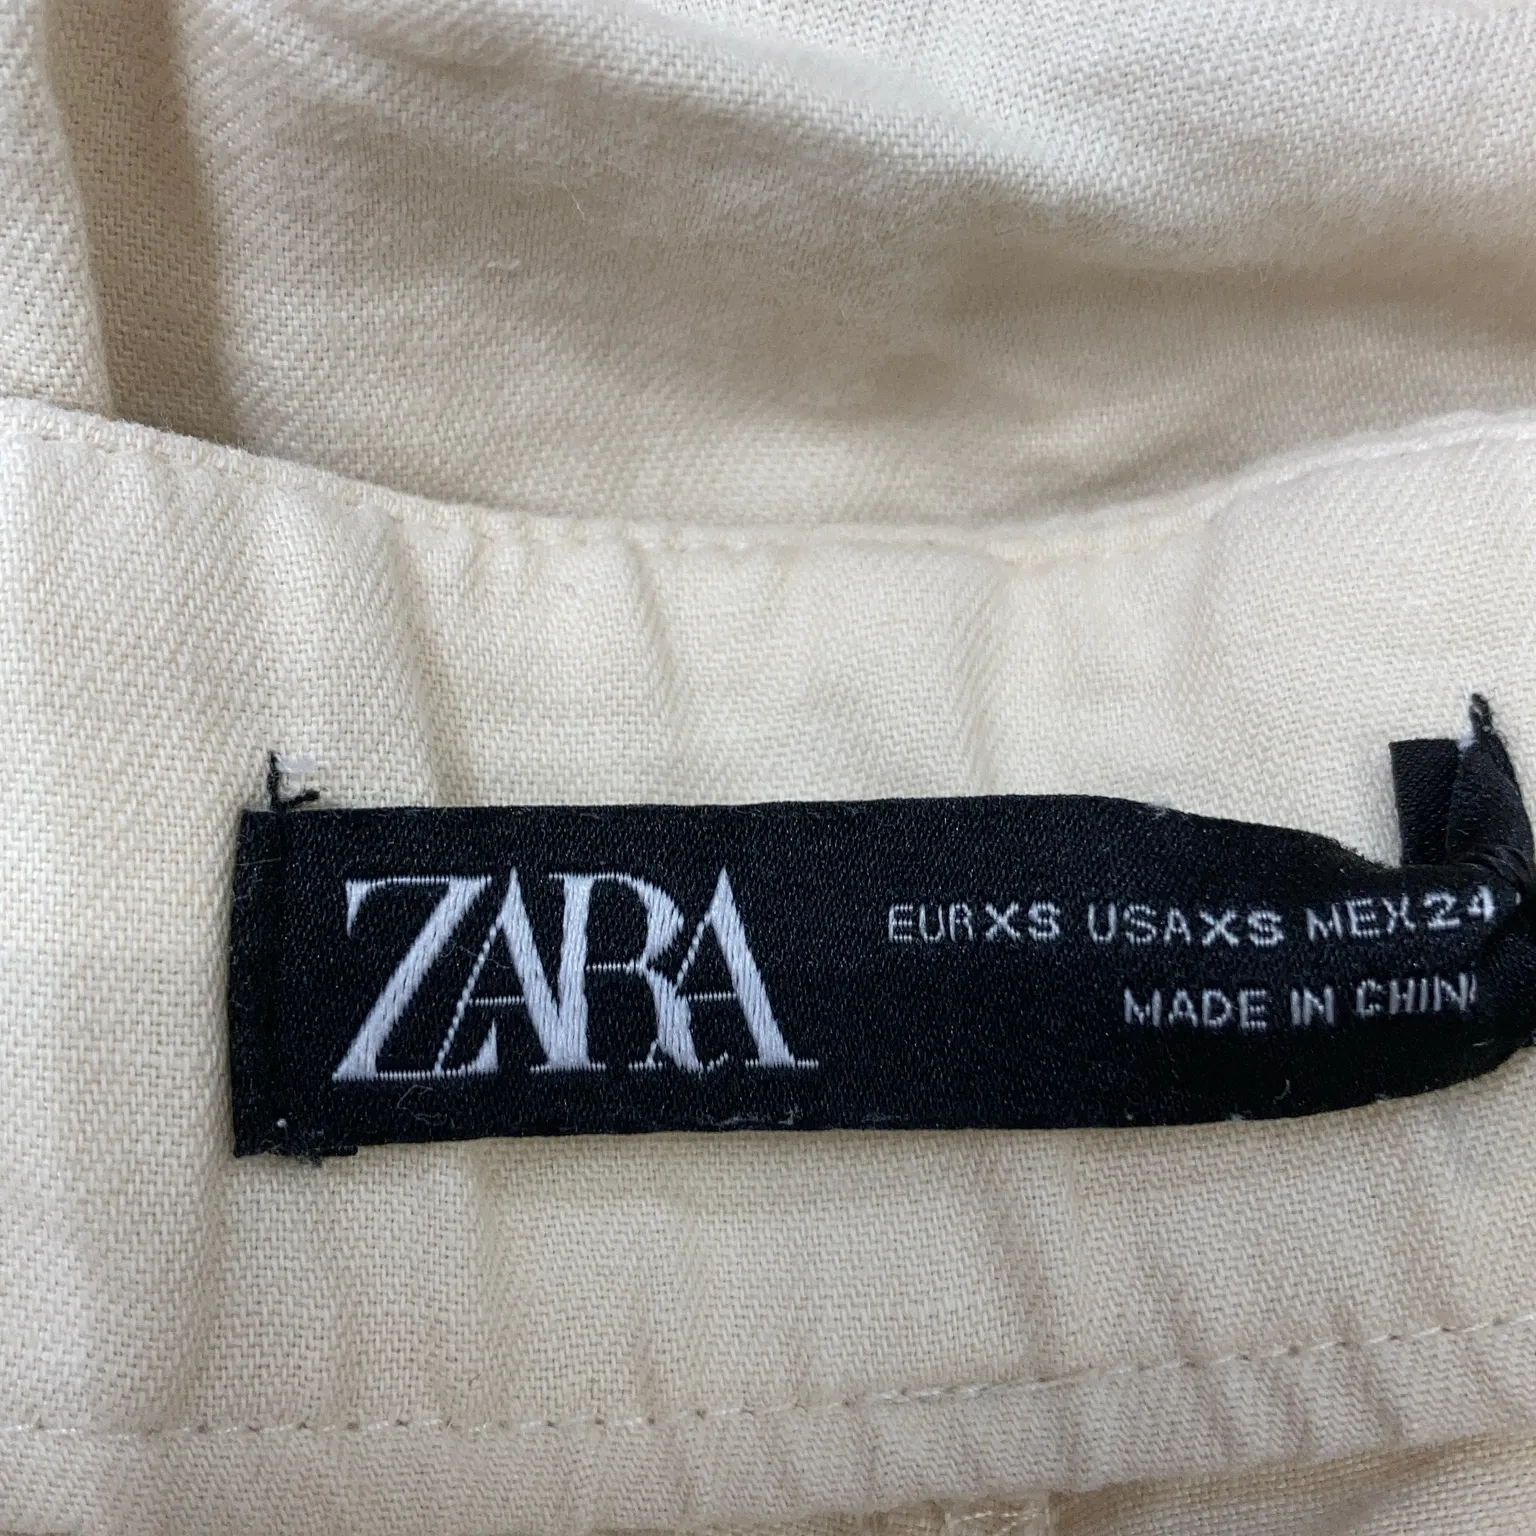 ZARA
EUR XS USA XS MEX 24
MADE IN CHIN